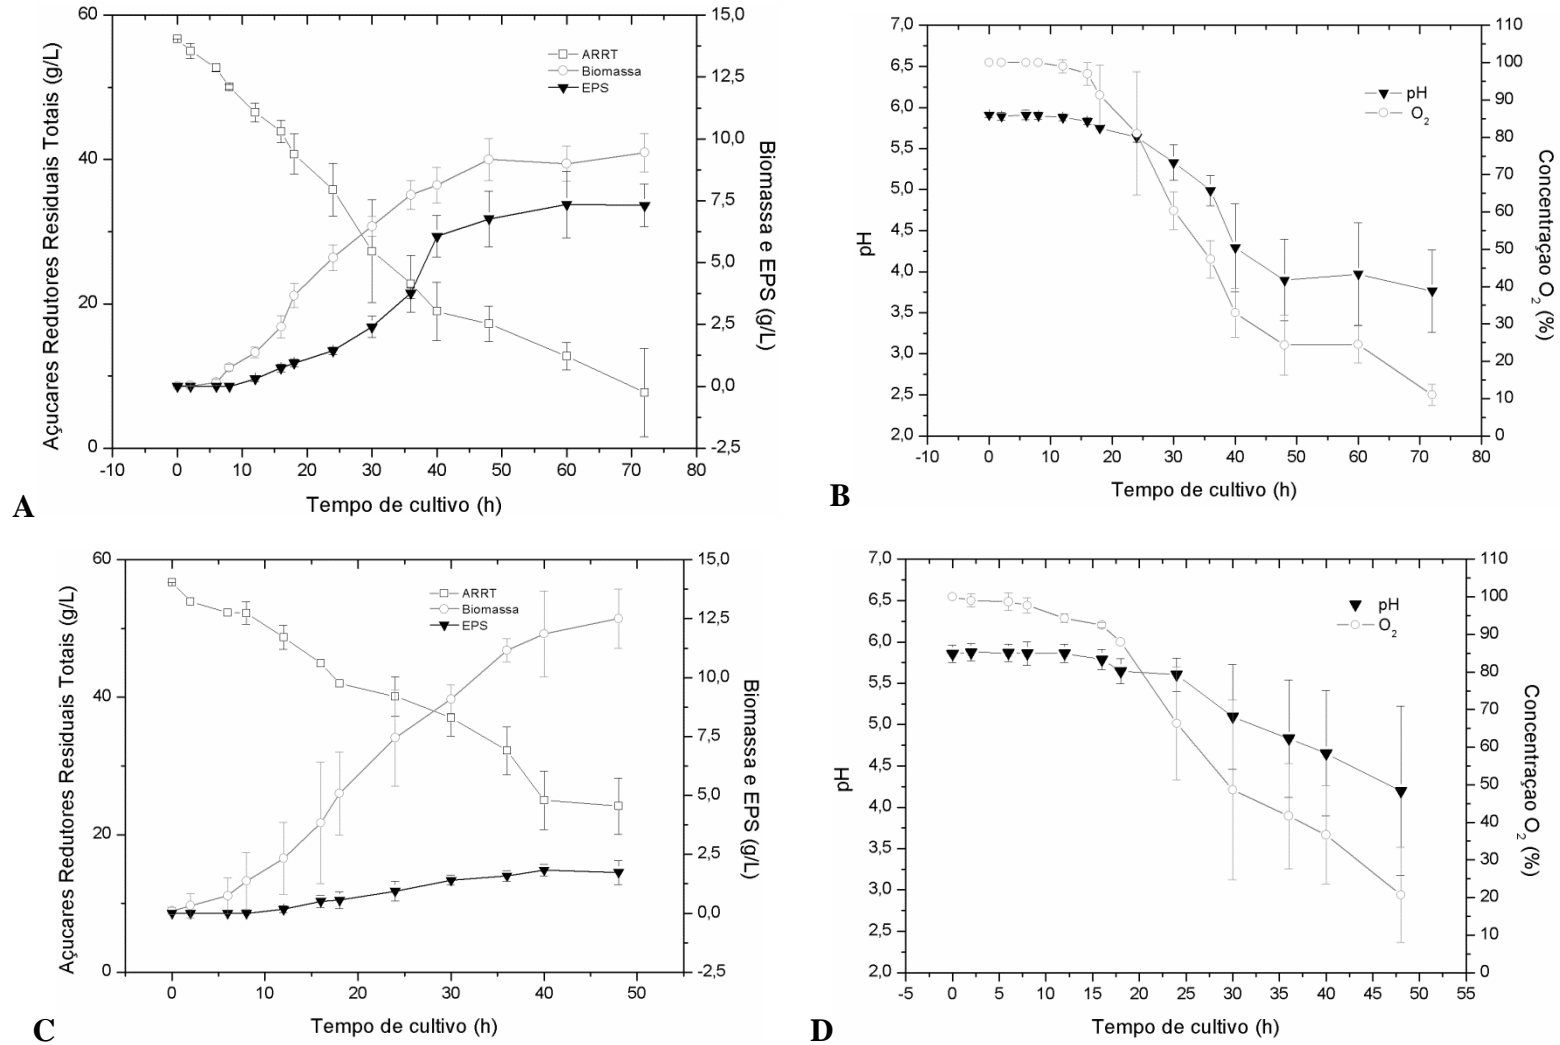 60
40
20
0
Açucares Redutores Residuais Totais (g/L)
ARRT
Biomassa
EPS
15,0
12,5
10,0
7,5
5,0
2,5
0,0
-2,5
Biomassa e EPS (g/L)
-10 0 10 20 30 40 50 60 70 80
Tempo de cultivo (h)
A
7,0
6,5
6,0
5,5
5,0
4,5
4,0
3,5
3,0
2,5
2,0
pH
pH
O2
110
100
90
80
70
60
50
40
30
20
10
0
Concentraçao O2 (%)
-10 0 10 20 30 40 50 60 70 80
Tempo de cultivo (h)
B
60
40
20
0
Açucares Redutores Residuais Totais (g/L)
ARRT
Biomassa
EPS
15,0
12,5
10,0
7,5
5,0
2,5
0,0
-2,5
Biomassa e EPS (g/L)
0 10 20 30 40 50
Tempo de cultivo (h)
C
7,0
6,5
6,0
5,5
5,0
4,5
4,0
3,5
3,0
2,5
2,0
pH
pH
O2
110
100
90
80
70
60
50
40
30
20
10
0
Concentraçao O2 (%)
-5 0 5 10 15 20 25 30 35 40 45 50 55
Tempo de cultivo (h)
D